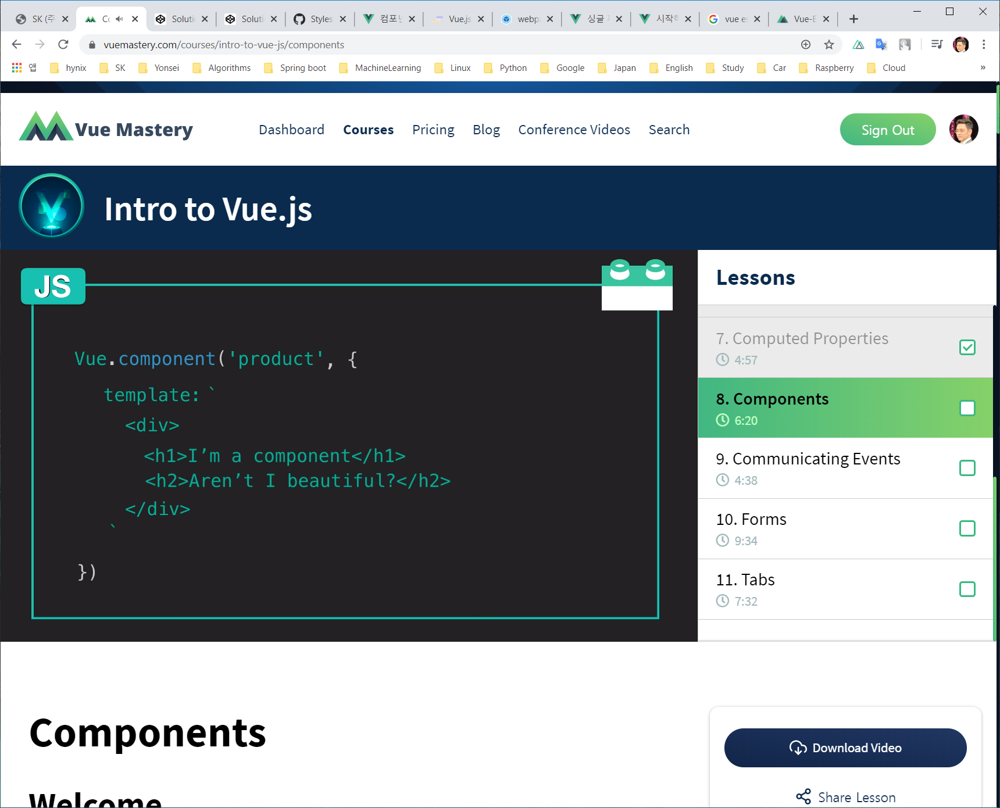 SK (주
Co
Soluti
Soluti
Styles
컴포넌
Vue.js
webpa
싱글
시작하
vue es
Vue-E
vuemastery.com/courses/intro-to-vue-js/components
앱 hynix SK Yonsei Algorithms Spring boot MachineLearning Linux Python Google Japan English Study Car Raspberry Cloud »
Vue Mastery Dashboard Courses Pricing Blog Conference Videos Search Sign Out
Intro to Vue.js
JS
Vue.component('product', {
template: `
<div>
<h1>I’m a component</h1>
<h2>Aren’t I beautiful?</h2>
</div>
`
})
Lessons
7. Computed Properties
4:57
8. Components
6:20
9. Communicating Events
4:38
10. Forms
9:34
11. Tabs
7:32
Components
Welcome
Download Video
Share Lesson